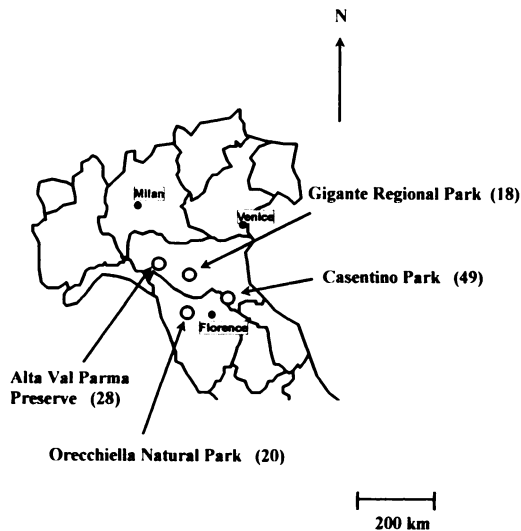 N
Milan
Gigante Regional Park (18)
Venice
Casentino Park (49)
Florence
Alta Val Parma
Preserve (28)
Orecchiella Natural Park (20)
200 km